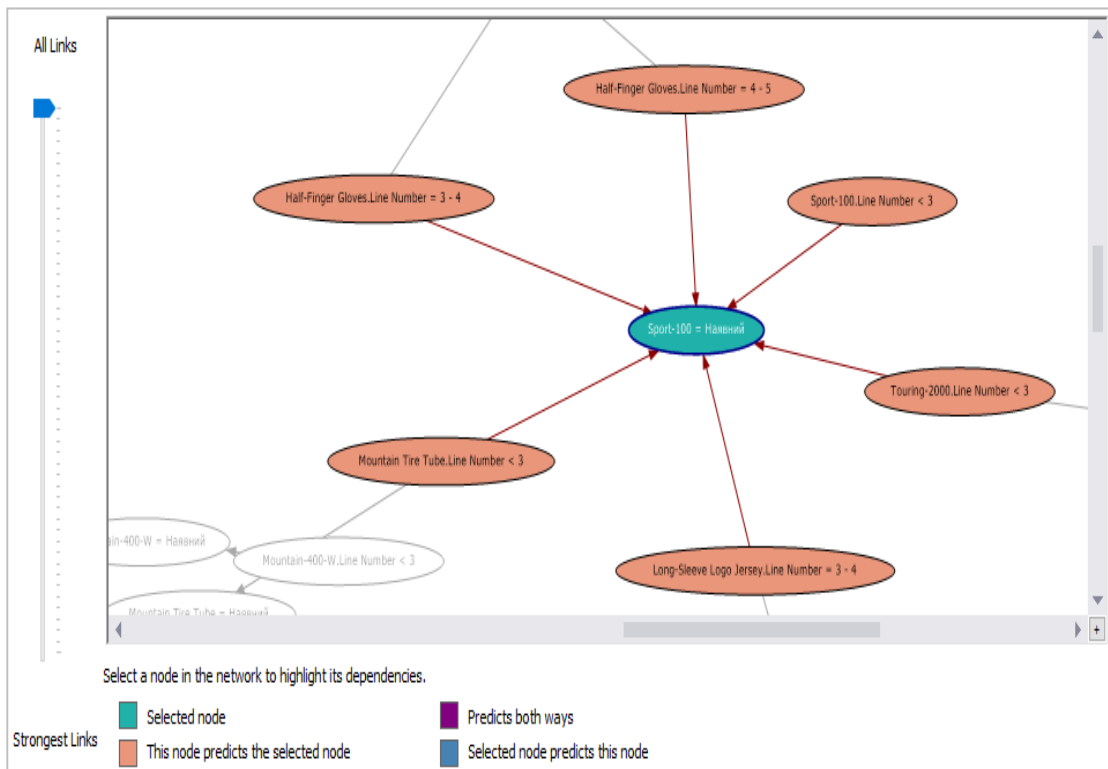 All Links
Half-Finger Gloves.Line Number = 4 - 5
Half-Finger Gloves.Line Number = 3 - 4
Sport-100.Line Number < 3
Sport-100 = Наявний
Touring-2000.Line Number < 3
Mountain Tire Tube.Line Number < 3
ain-400-W = Наявний
Mountain-400-W.Line Number < 3
Long-Sleeve Logo Jersey.Line Number = 3 - 4
Mountain Tire Tube = Наявний
+
Select a node in the network to highlight its dependencies.
Selected node
Predicts both ways
Strongest Links
This node predicts the selected node
Selected node predicts this node